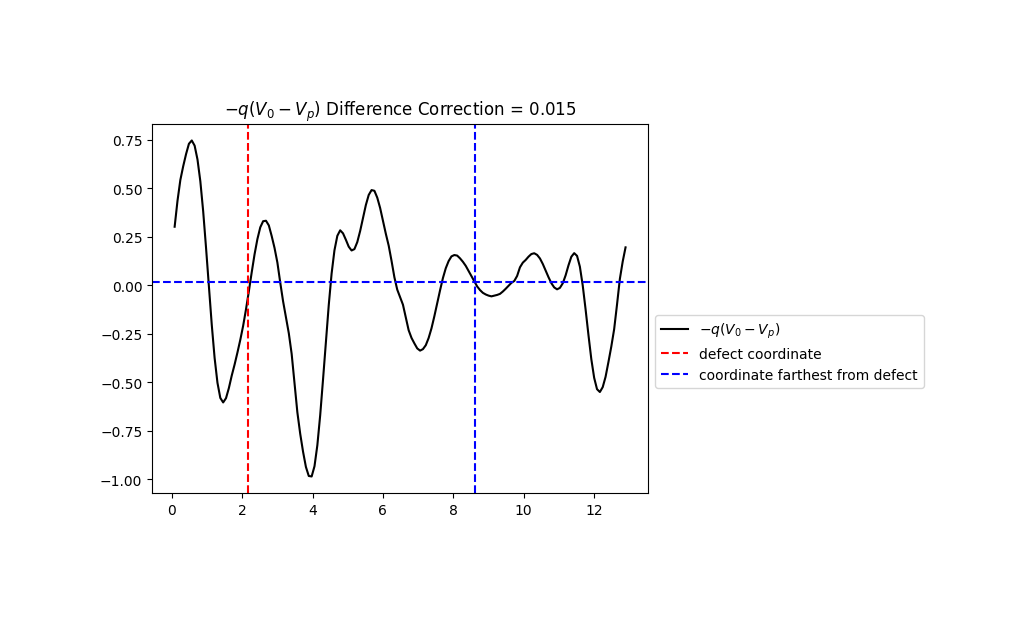 −q(V₀ − Vₚ) Difference Correction = 0.015
0.75
0.50
0.25
0.00
−0.25
−0.50
−0.75
−1.00
0 2 4 6 8 10 12
−q(V₀ − Vₚ)
defect coordinate
coordinate farthest from defect